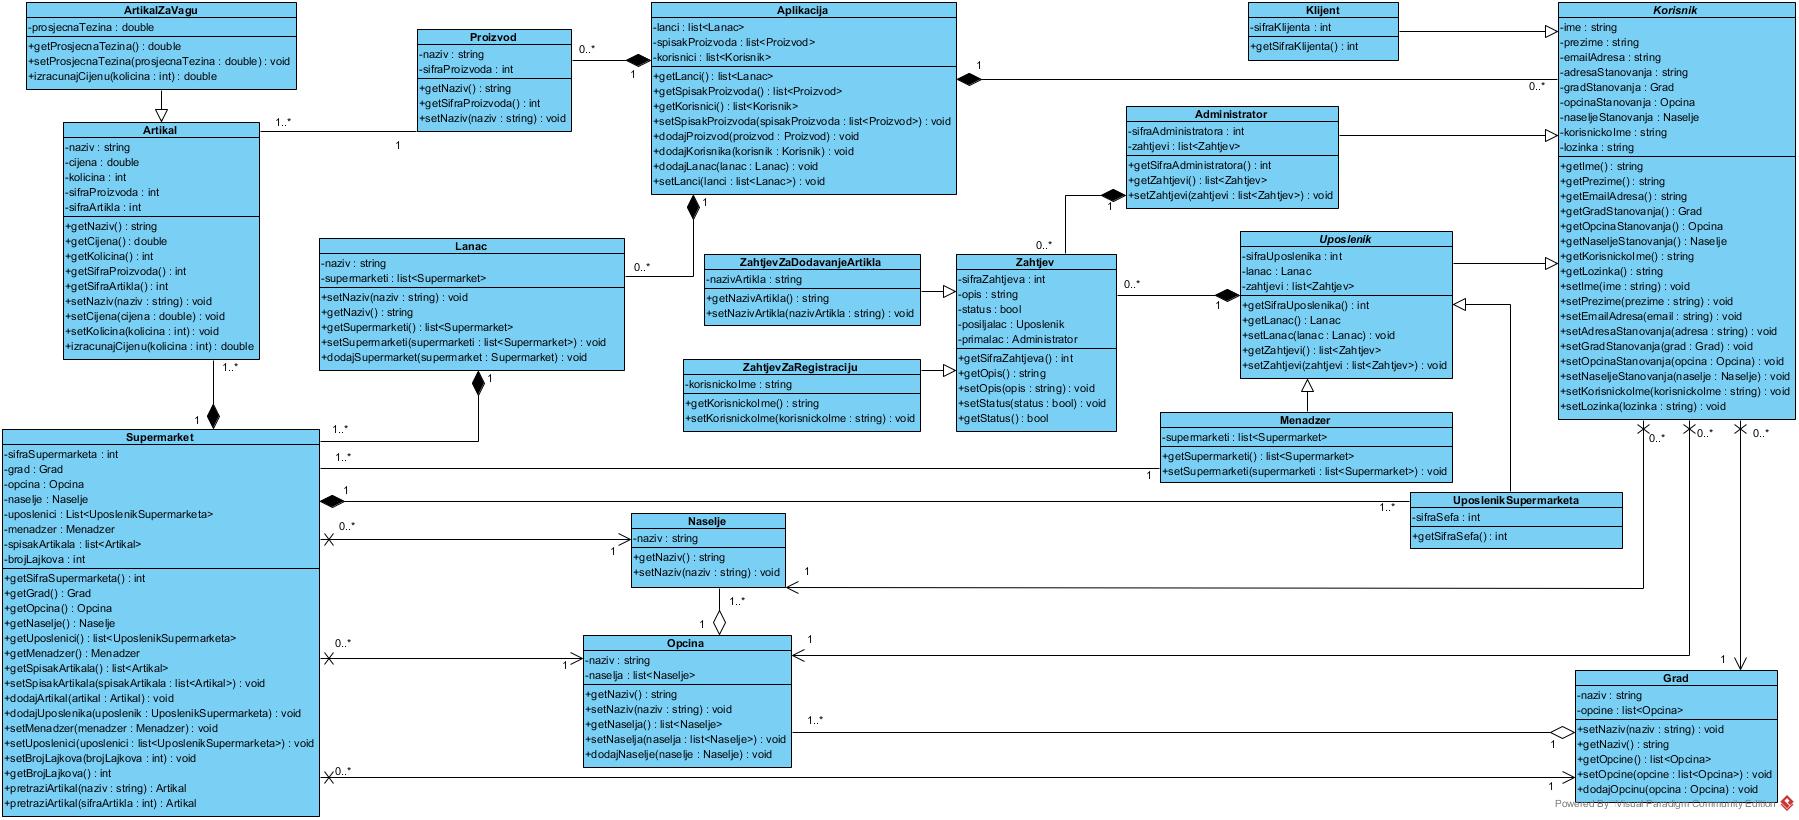 ArtikalZaVagu
-prosjecnaTezina : double
+getProsjecnaTezina() : double
+setProsjecnaTezina(prosjecnaTezina : double) : void
+izracunajCijenu(kolicina : int) : double
Proizvod
-naziv : string
-sifraProizvoda : int
+getNaziv() : string
+getSifraProizvoda() : int
+setNaziv(naziv : string) : void
0..*
1
Aplikacija
-lanci : list<Lanac>
-spisakProizvoda : list<Proizvod>
-korisnici : list<Korisnik>
+getLanci() : list<Lanac>
+getSpisakProizvoda() : list<Proizvod>
+getKorisnici() : list<Korisnik>
+setSpisakProizvoda(spisakProizvoda : list<Proizvod>) : void
+dodajProizvod(proizvod : Proizvod) : void
+dodajKorisnika(korisnik : Korisnik) : void
+dodajLanac(lanac : Lanac) : void
+setLanci(lanci : list<Lanac>) : void
1
0..*
Klijent
-sifraKlijenta : int
+getSifraKlijenta() : int
Korisnik
-ime : string
-prezime : string
-emailAdresa : string
-adresaStanovanja : string
-gradStanovanja : Grad
-opcinaStanovanja : Opcina
-naseljeStanovanja : Naselje
-korisnickoIme : string
-lozinka : string
+getIme() : string
+getPrezime() : string
+getEmailAdresa() : string
+getGradStanovanja() : Grad
+getOpcinaStanovanja() : Opcina
+getNaseljeStanovanja() : Naselje
+getKorisnickoIme() : string
+getLozinka() : string
+setIme(ime : string) : void
+setPrezime(prezime : string) : void
+setEmailAdresa(email : string) : void
+setAdresaStanovanja(adresa : string) : void
+setGradStanovanja(grad : Grad) : void
+setOpcinaStanovanja(opcina : Opcina) : void
+setNaseljeStanovanja(naselje : Naselje) : void
+setKorisnickoIme(korisnickoIme : string) : void
+setLozinka(lozinka : string) : void
Administrator
-sifraAdministratora : int
-zahtjevi : list<Zahtjev>
+getSifraAdministratora() : int
+getZahtjevi() : list<Zahtjev>
+setZahtjevi(zahtjevi : list<Zahtjev>) : void
1
0..*
1..*
1
Artikal
-naziv : string
-cijena : double
-kolicina : int
-sifraProizvoda : int
-sifraArtikla : int
+getNaziv() : string
+getCijena() : double
+getKolicina() : int
+getSifraProizvoda() : int
+getSifraArtikla() : int
+setNaziv(naziv : string) : void
+setCijena(cijena : double) : void
+setKolicina(kolicina : int) : void
+izracunajCijenu(kolicina : int) : double
1..*
1
Lanac
-naziv : string
-supermarketi : list<Supermarket>
+setNaziv(naziv : string) : void
+getNaziv() : string
+getSupermarketi() : list<Supermarket>
+setSupermarketi(supermarketi : list<Supermarket>) : void
+dodajSupermarket(supermarket : Supermarket) : void
1
0..*
1
1..*
ZahtjevZaDodavanjeArtikla
-nazivArtikla : string
+getNazivArtikla() : string
+setNazivArtikla(nazivArtikla : string) : void
ZahtjevZaRegistraciju
-korisnickoIme : string
+getKorisnickoIme() : string
+setKorisnickoIme(korisnickoIme : string) : void
Zahtjev
-sifraZahtjeva : int
-opis : string
-status : bool
-posiljalac : Uposlenik
-primalac : Administrator
+getSifraZahtjeva() : int
+getOpis() : string
+setOpis(opis : string) : void
+setStatus(status : bool) : void
+getStatus() : bool
0..*
1
Uposlenik
-sifraUposlenika : int
-lanac : Lanac
-zahtjevi : list<Zahtjev>
+getSifraUposlenika() : int
+getLanac() : Lanac
+setLanac(lanac : Lanac) : void
+getZahtjevi() : list<Zahtjev>
+setZahtjevi(zahtjevi : list<Zahtjev>) : void
Menadzer
-supermarketi : list<Supermarket>
+getSupermarketi() : list<Supermarket>
+setSupermarketi(supermarketi : list<Supermarket>) : void
1..*
1
UposlenikSupermarketa
-sifraSefa : int
+getSifraSefa() : int
1
1..*
Supermarket
-sifraSupermarketa : int
-grad : Grad
-opcina : Opcina
-naselje : Naselje
-uposlenici : List<UposlenikSupermarketa>
-menadzer : Menadzer
-spisakArtikala : list<Artikal>
-brojLajkova : int
+getSifraSupermarketa() : int
+getGrad() : Grad
+getOpcina() : Opcina
+getNaselje() : Naselje
+getUposlenici() : list<UposlenikSupermarketa>
+getMenadzer() : Menadzer
+getSpisakArtikala() : list<Artikal>
+setSpisakArtikala(spisakArtikala : list<Artikal>) : void
+dodajArtikal(artikal : Artikal) : void
+dodajUposlenika(uposlenik : UposlenikSupermarketa) : void
+setMenadzer(menadzer : Menadzer) : void
+setUposlenici(uposlenici : list<UposlenikSupermarketa>) : void
+setBrojLajkova(brojLajkova : int) : void
+getBrojLajkova() : int
+pretraziArtikal(naziv : string) : Artikal
+pretraziArtikal(sifraArtikla : int) : Artikal
0..*
1
Naselje
-naziv : string
+getNaziv() : string
+setNaziv(naziv : string) : void
1
0..*
0..*
0..*
1..*
1
0..*
1
Opcina
-naziv : string
-naselja : list<Naselje>
+getNaziv() : string
+setNaziv(naziv : string) : void
+getNaselja() : list<Naselje>
+setNaselja(naselja : list<Naselje>) : void
+dodajNaselje(naselje : Naselje) : void
1
1
1..*
1
Grad
-naziv : string
-opcine : list<Opcina>
+setNaziv(naziv : string) : void
+getNaziv() : string
+getOpcine() : list<Opcina>
+setOpcine(opcine : list<Opcina>) : void
+dodajOpcinu(opcina : Opcina) : void
0..*
1
Powered By Visual Paradigm Community Edition